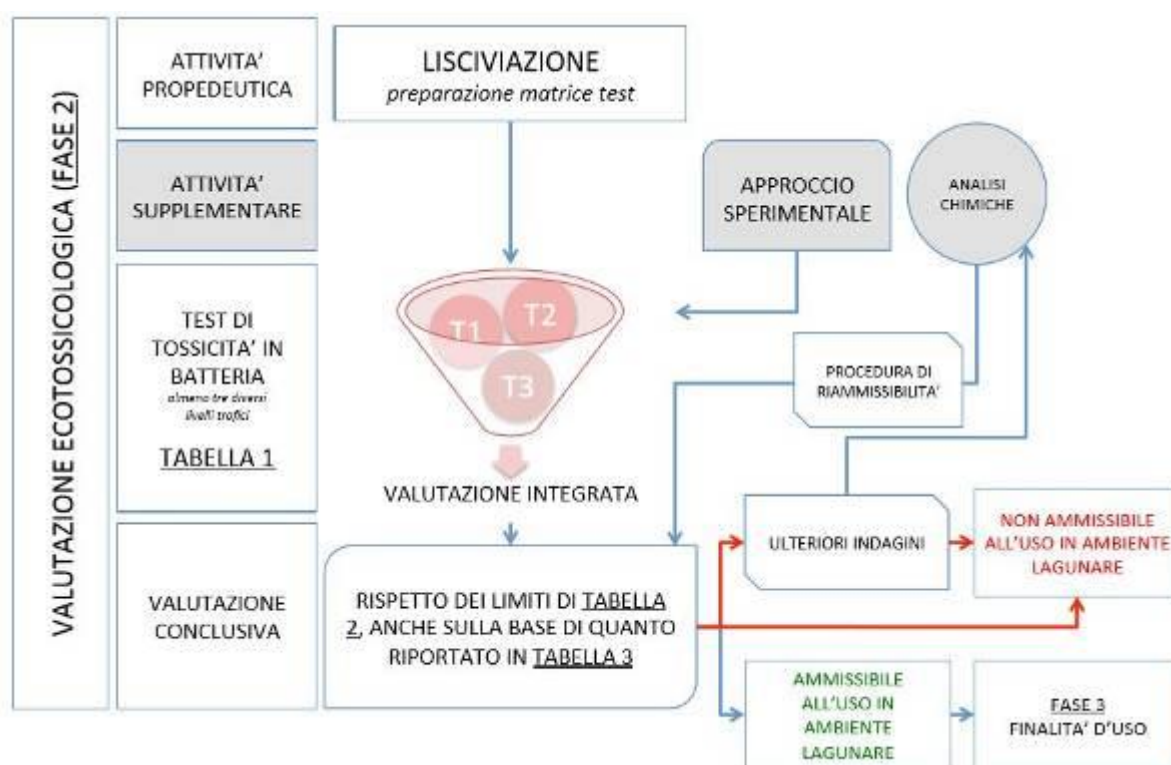 VALUTAZIONE ECOTOSSICOLOGICA (FASE 2)
ATTIVITA'
PROPEDEUTICA
LISCIVIAZIONE
preparazione matrice test
ATTIVITA'
SUPPLEMENTARE
APPROCCIO
SPERIMENTALE
ANALISI
CHIMICHE
TEST DI
TOSSICITA' IN
BATTERIA
almeno tre diversi
livelli trofici
TABELLA 1
T1
T2
T3
PROCEDURA DI
RIAMMISSIBILITA'
VALUTAZIONE INTEGRATA
VALUTAZIONE
CONCLUSIVA
RISPETTO DEI LIMITI DI TABELLA
2, ANCHE SULLA BASE DI QUANTO
RIPORTATO IN TABELLA 3
ULTERIORI INDAGINI
NON AMMISSIBILE
ALL'USO IN AMBIENTE
LAGUNARE
AMMISSIBILE
ALL'USO IN
AMBIENTE
LAGUNARE
FASE 3
FINALITA' D'USO